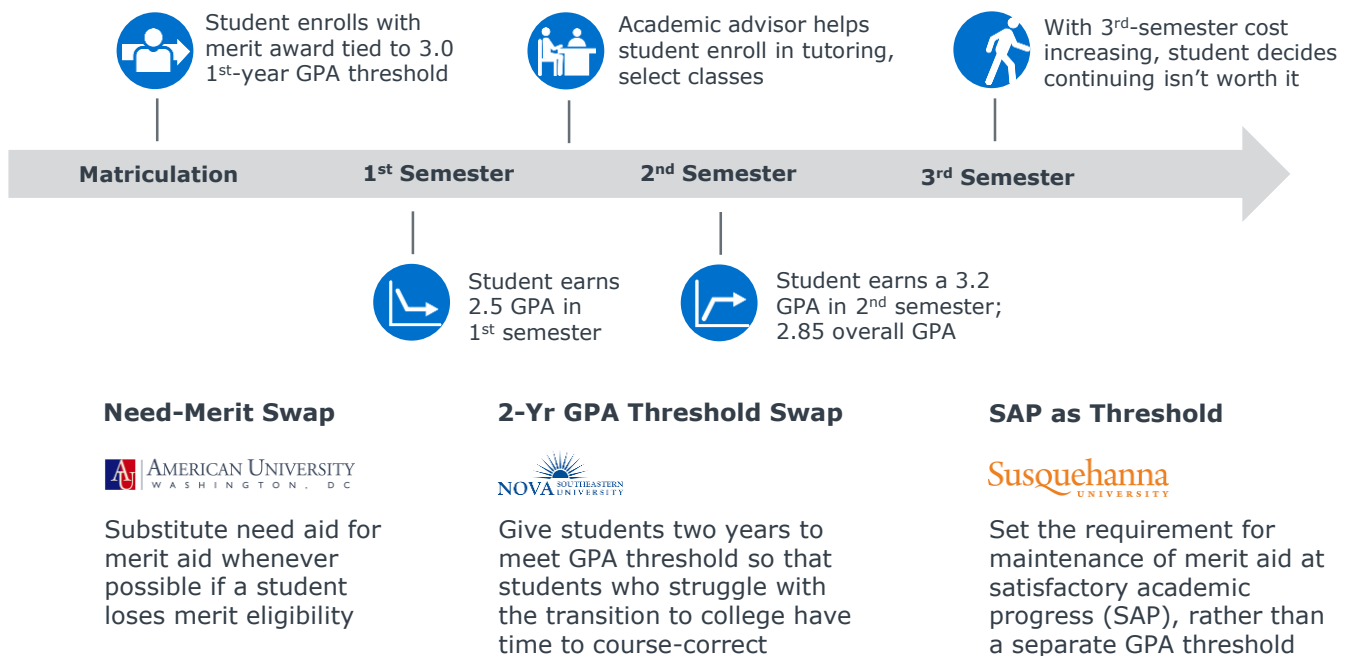 Student enrolls with
merit award tied to 3.0
1st-year GPA threshold
Academic advisor helps
student enroll in tutoring,
select classes
With 3rd-semester cost
increasing, student decides
continuing isn’t worth it
Matriculation
1st Semester
2nd Semester
3rd Semester
Student earns
2.5 GPA in
1st semester
Student earns a 3.2
GPA in 2nd semester;
2.85 overall GPA
Need-Merit Swap
AU AMERICAN UNIVERSITY
WASHINGTON, DC
Substitute need aid for
merit aid whenever
possible if a student
loses merit eligibility
2-Yr GPA Threshold Swap
NOVA SOUTHEASTERN
UNIVERSITY
Give students two years to
meet GPA threshold so that
students who struggle with
the transition to college have
time to course-correct
SAP as Threshold
Susquehanna
UNIVERSITY
Set the requirement for
maintenance of merit aid at
satisfactory academic
progress (SAP), rather than
a separate GPA threshold